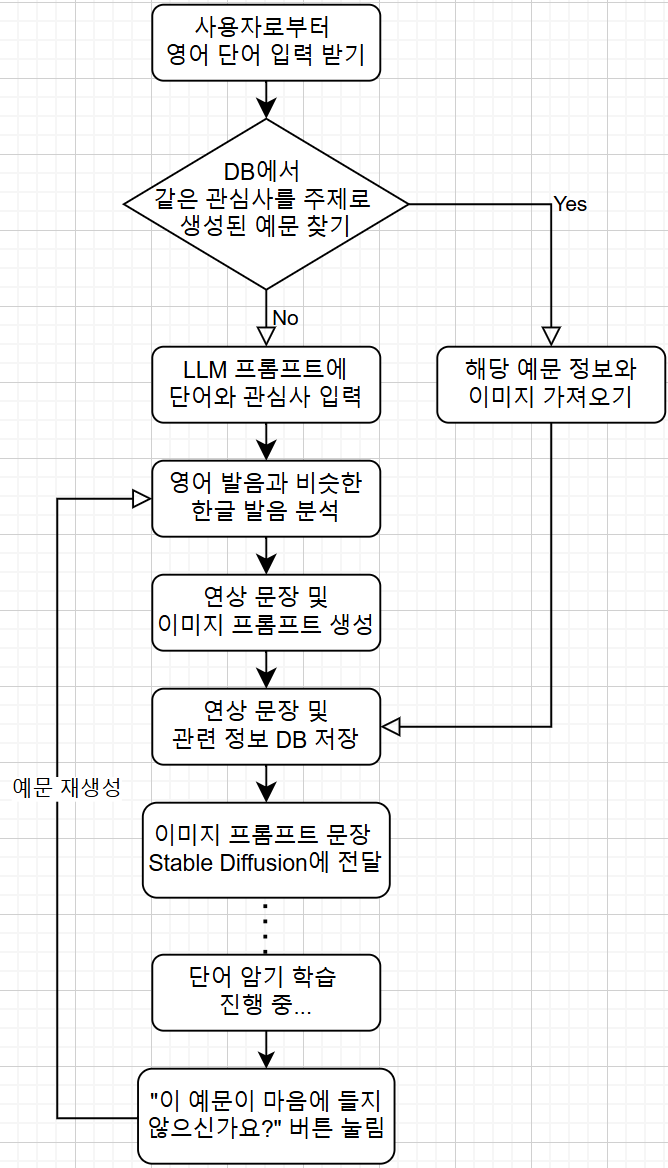 사용자로부터
영어 단어 입력 받기
DB에서
같은 관심사를 주제로
생성된 예문 찾기
Yes
No
LLM 프롬프트에
단어와 관심사 입력
해당 예문 정보와
이미지 가져오기
영어 발음과 비슷한
한글 발음 분석
연상 문장 및
이미지 프롬프트 생성
연상 문장 및
관련 정보 DB 저장
예문 재생성
이미지 프롬프트 문장
Stable Diffusion에 전달
단어 암기 학습
진행 중...
"이 예문이 마음에 들지
않으신가요?" 버튼 눌림